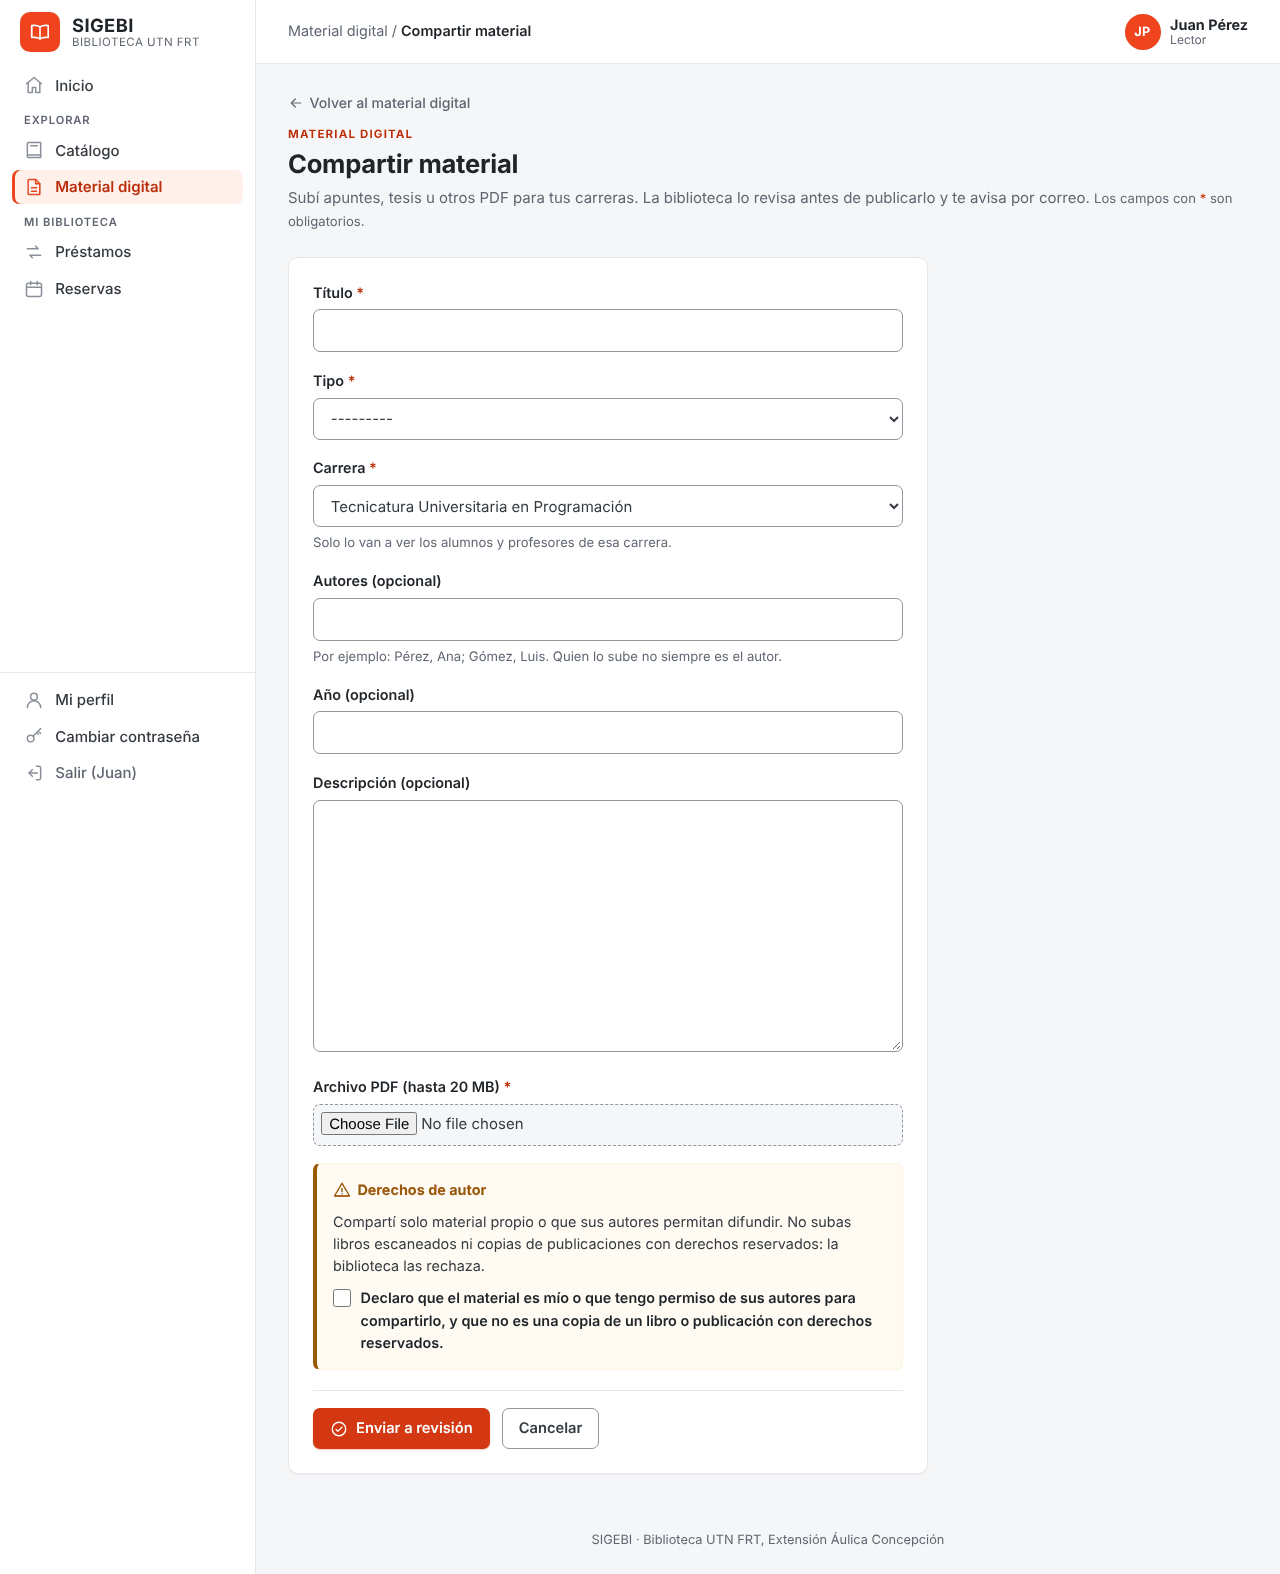 SIGEBI
BIBLIOTECA UTN FRT
Inicio
EXPLORAR
Catálogo
Material digital
MI BIBLIOTECA
Préstamos
Reservas
Mi perfil
Cambiar contraseña
Salir (Juan)
Material digital / Compartir material
JP
Juan Pérez
Lector
← Volver al material digital
MATERIAL DIGITAL
Compartir material
Subí apuntes, tesis u otros PDF para tus carreras. La biblioteca lo revisa antes de publicarlo y te avisa por correo. Los campos con * son
obligatorios.
Título *
Tipo *
---------
Carrera *
Tecnicatura Universitaria en Programación
Solo lo van a ver los alumnos y profesores de esa carrera.
Autores (opcional)
Por ejemplo: Pérez, Ana; Gómez, Luis. Quien lo sube no siempre es el autor.
Año (opcional)
Descripción (opcional)
Archivo PDF (hasta 20 MB) *
Choose File No file chosen
Derechos de autor
Compartí solo material propio o que sus autores permitan difundir. No subas
libros escaneados ni copias de publicaciones con derechos reservados: la
biblioteca las rechaza.
Declaro que el material es mío o que tengo permiso de sus autores para
compartirlo, y que no es una copia de un libro o publicación con derechos
reservados.
Enviar a revisión
Cancelar
SIGEBI · Biblioteca UTN FRT, Extensión Áulica Concepción